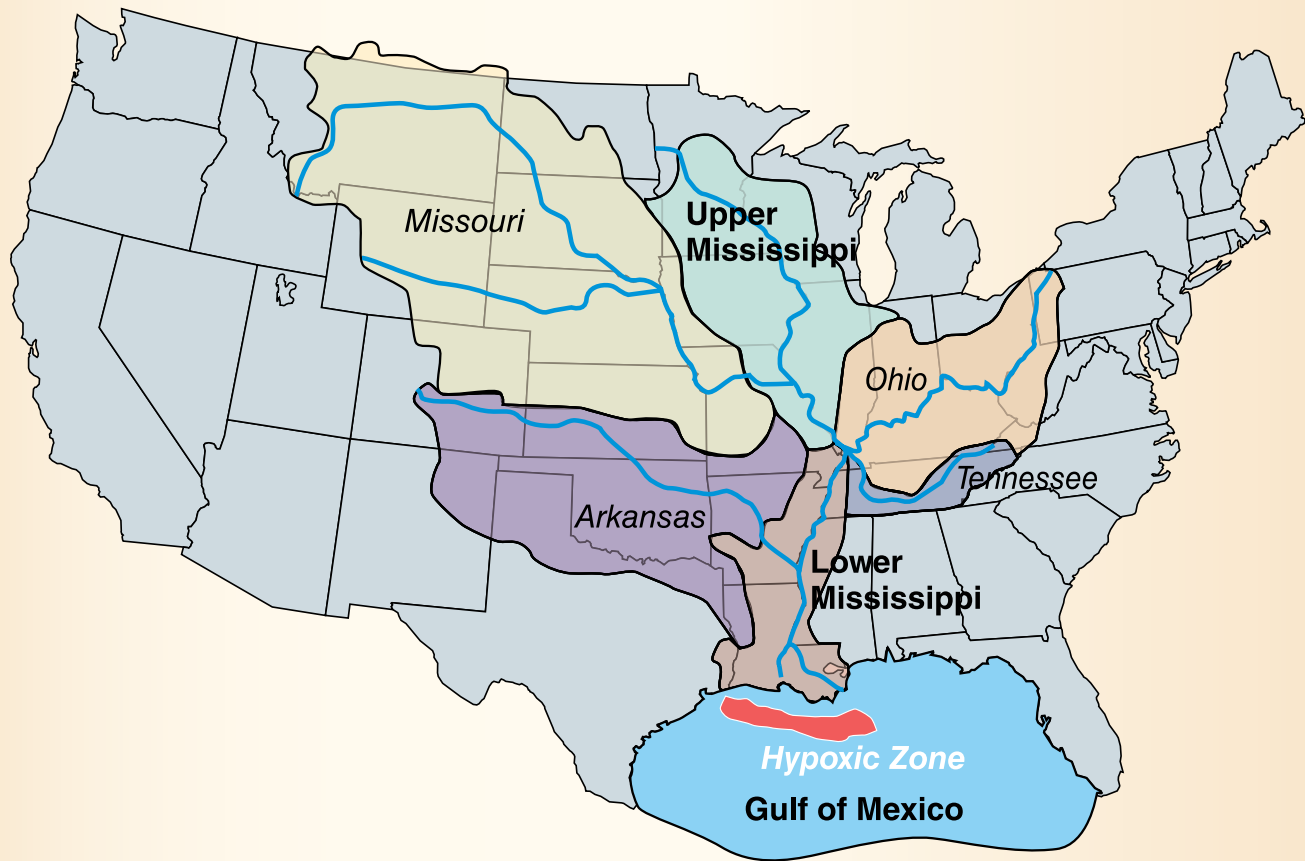 Missouri
Upper
Mississippi
Ohio
Tennessee
Arkansas
Lower
Mississippi
Hypoxic Zone
Gulf of Mexico